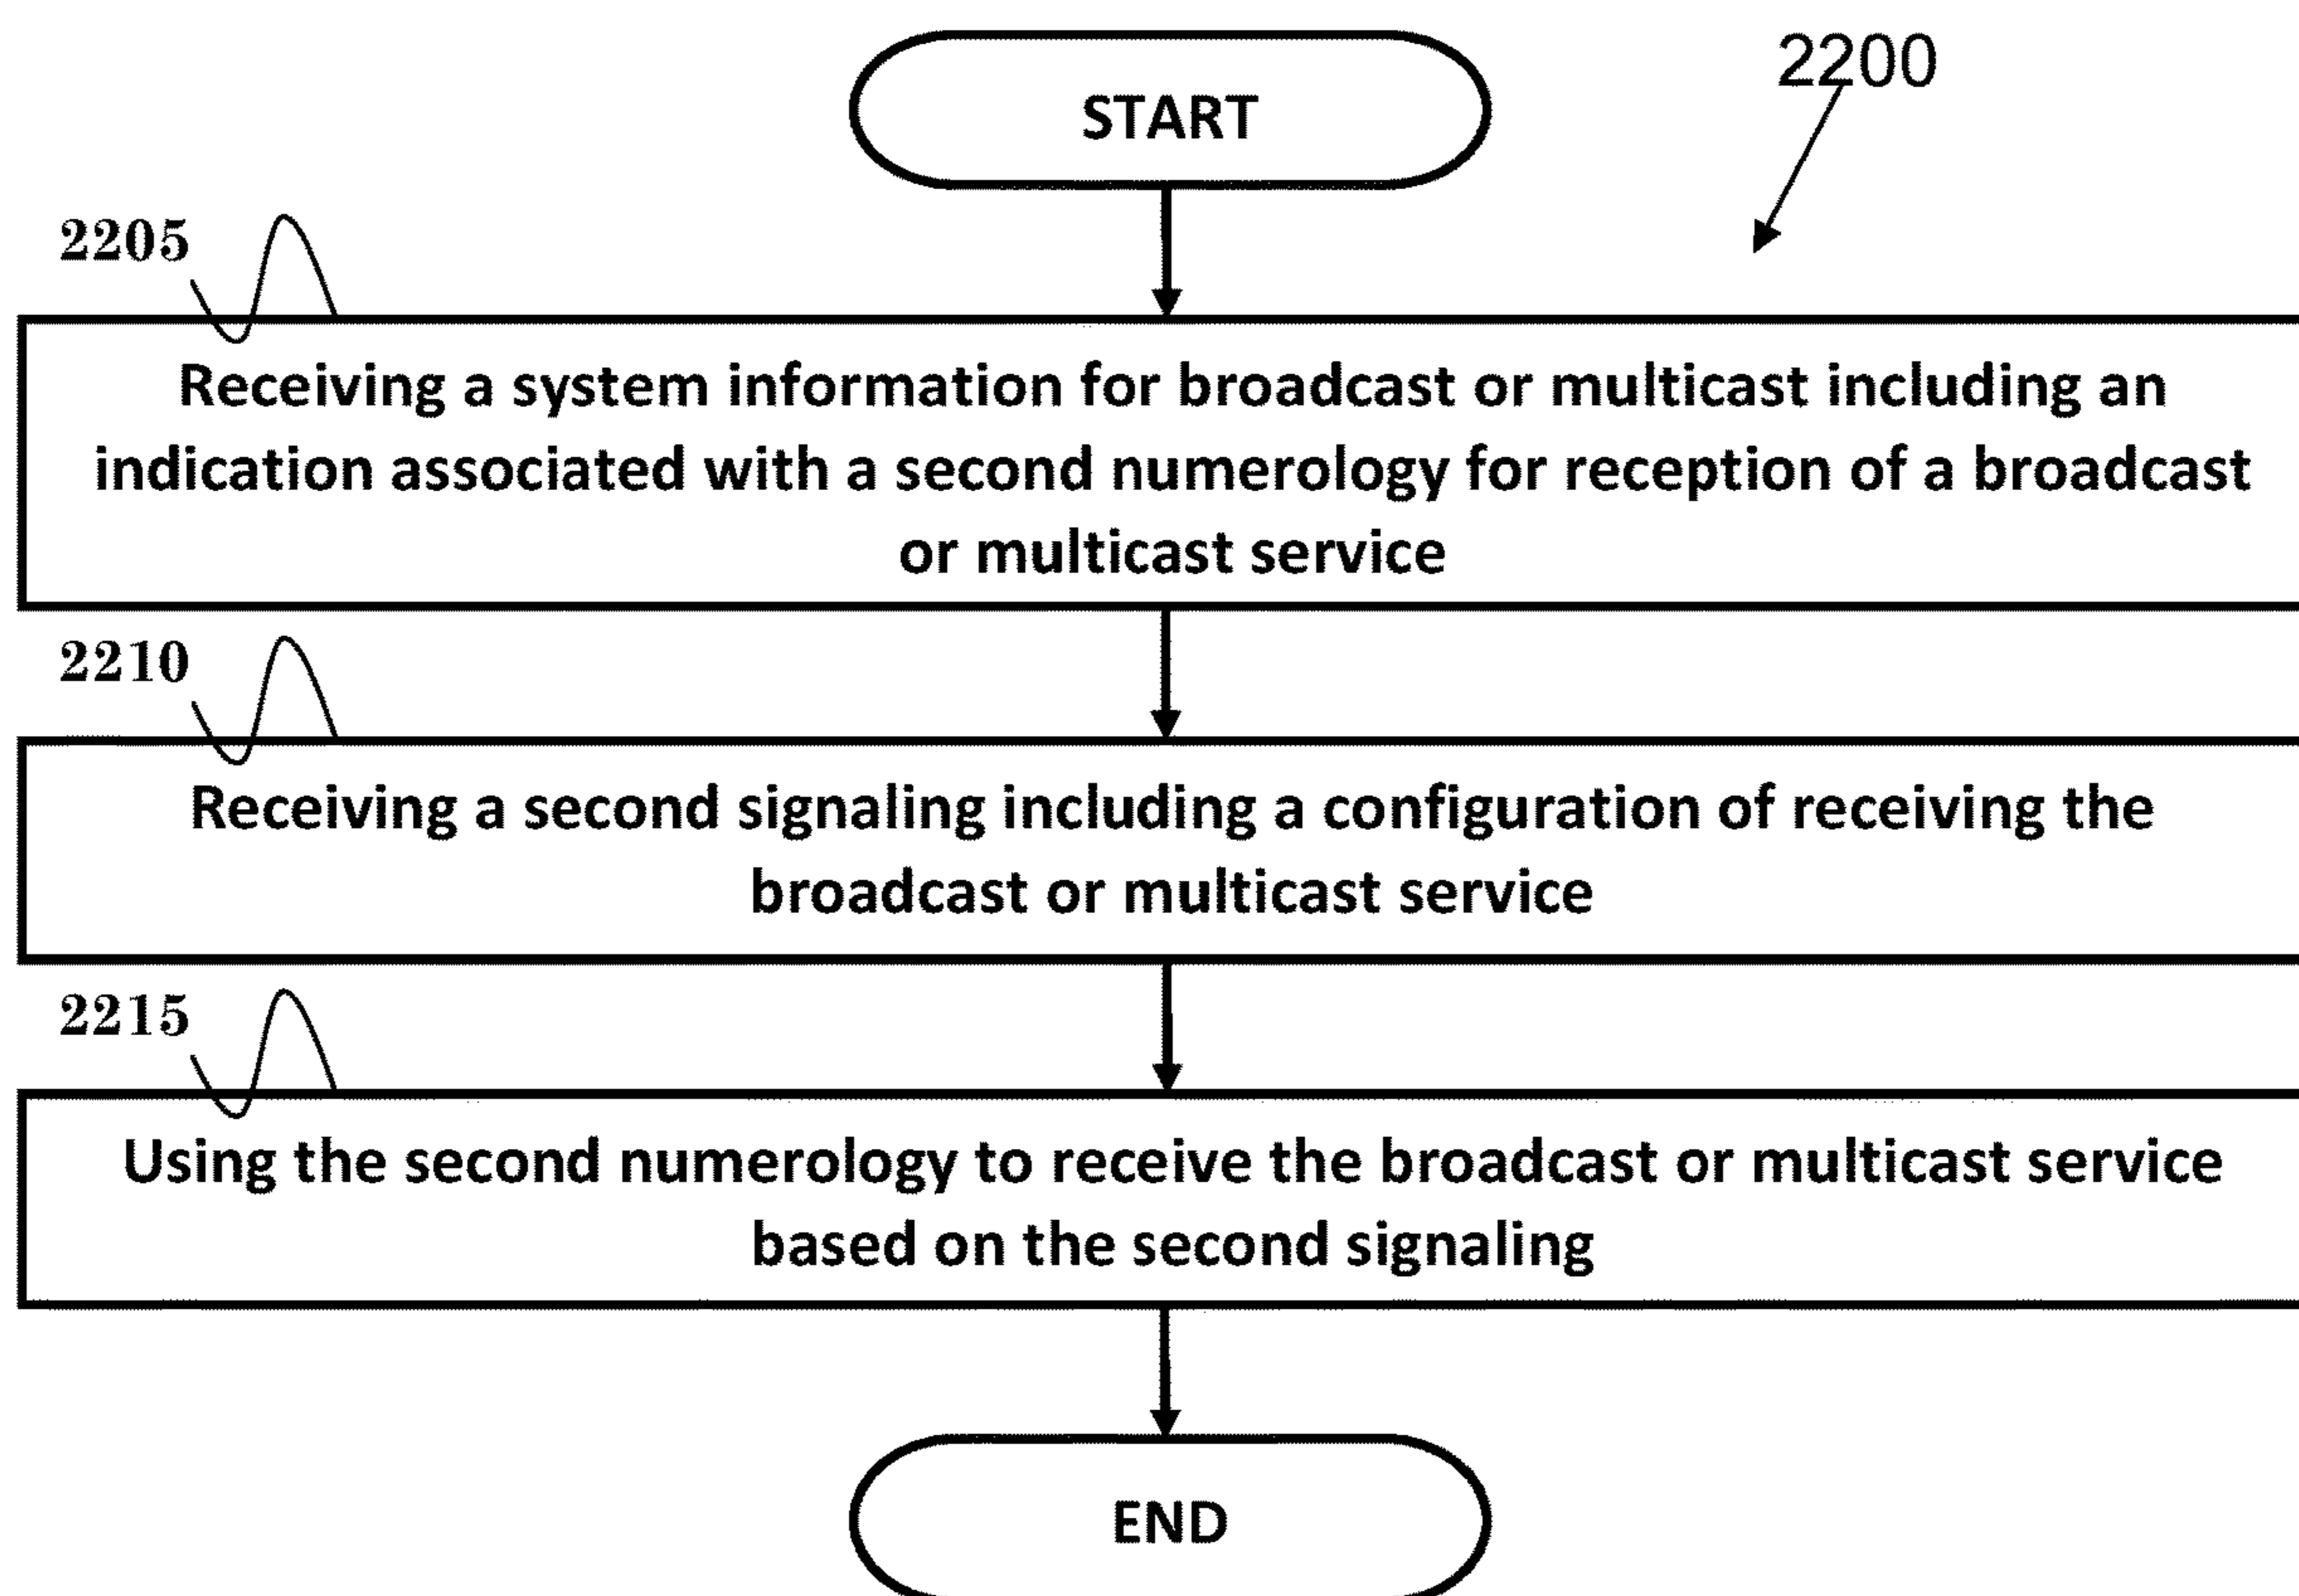 START
2200
2205
Receiving a system information for broadcast or multicast including an
indication associated with a second numerology for reception of a broadcast
or multicast service
2210
Receiving a second signaling including a configuration of receiving the
broadcast or multicast service
2215
Using the second numerology to receive the broadcast or multicast service
based on the second signaling
END